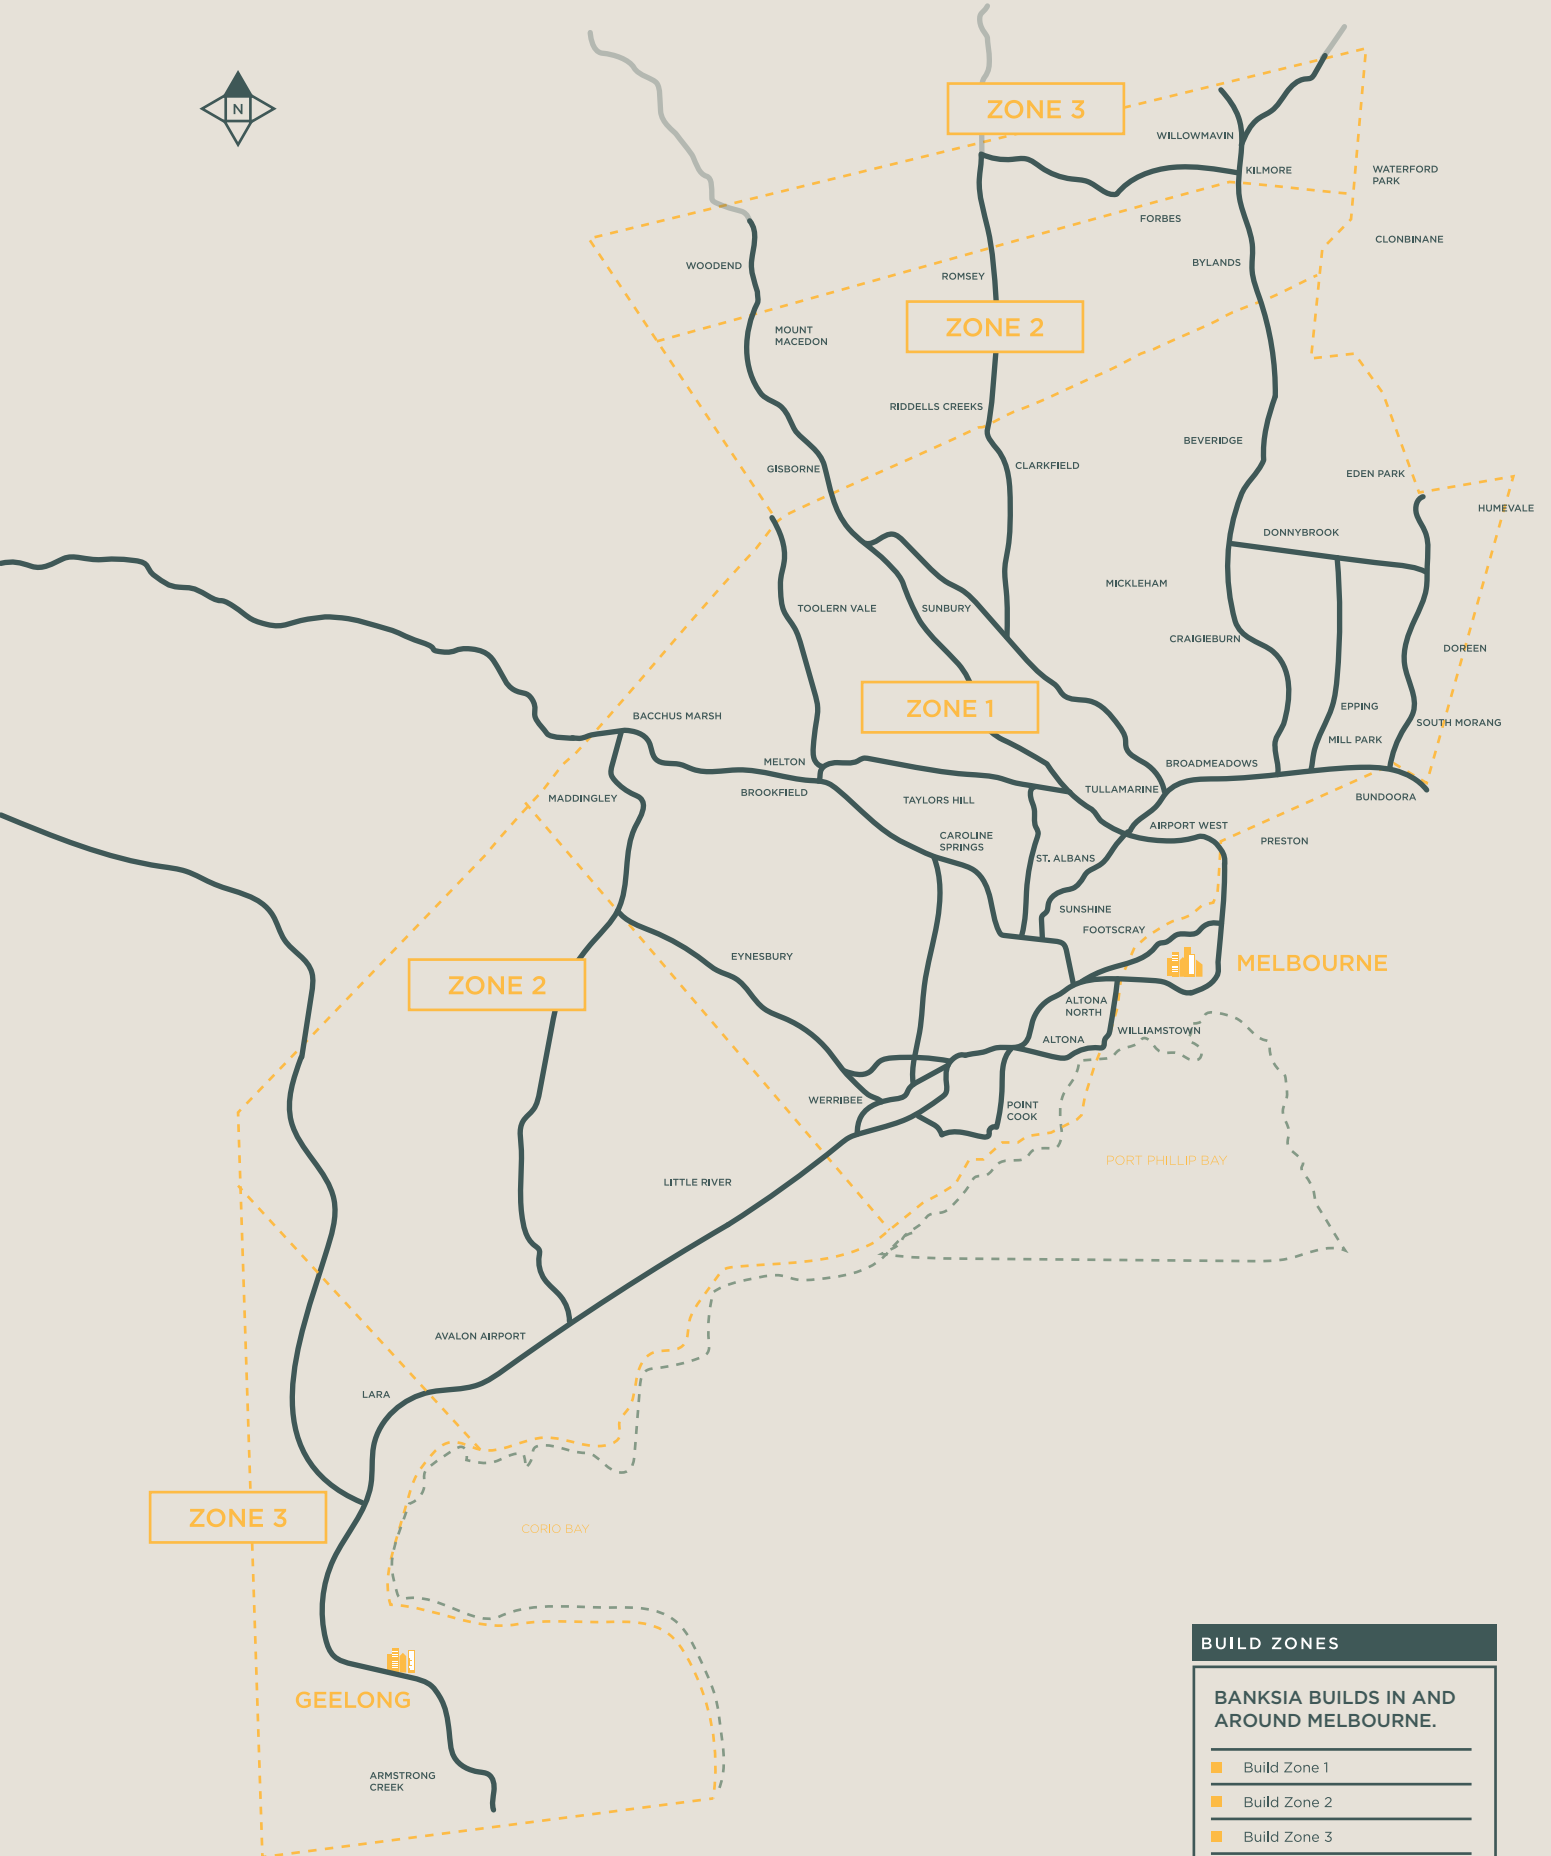 ZONE 3
N
WILLOWMAVIN
KILMORE
WATERFORD
PARK
FORBES
CLONBINANE
WOODEND
BYLANDS
ROMSEY
ZONE 2
MOUNT
MACEDON
RIDDELLS CREEKS
BEVERIDGE
GISBORNE
CLARKFIELD
EDEN PARK
HUMEVALE
DONNYBROOK
MICKLEHAM
TOOLERN VALE
SUNBURY
CRAIGIEBURN
DOREEN
ZONE 1
EPPING
BACCHUS MARSH
SOUTH MORANG
MILL PARK
MELTON
BROADMEADOWS
BROOKFIELD
TULLAMARINE
MADDINGLEY
TAYLORS HILL
BUNDOORA
AIRPORT WEST
CAROLINE
SPRINGS
PRESTON
ST. ALBANS
SUNSHINE
FOOTSCRAY
EYNESBURY
MELBOURNE
ZONE 2
ALTONA
NORTH
WILLIAMSTOWN
ALTONA
WERRIBEE
POINT
COOK
PORT PHILLIP BAY
LITTLE RIVER
AVALON AIRPORT
LARA
ZONE 3
CORIO BAY
GEELONG
ARMSTRONG
CREEK
BUILD ZONES
BANKSIA BUILDS IN AND
AROUND MELBOURNE.
Build Zone 1
Build Zone 2
Build Zone 3